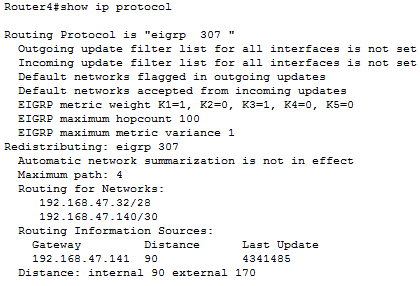 Router4#show ip protocol
Routing Protocol is "eigrp  307 "
Outgoing update filter list for all interfaces is not set
Incoming update filter list for all interfaces is not set
Default networks flagged in outgoing updates
Default networks accepted from incoming updates
EIGRP metric weight K1=1, K2=0, K3=1, K4=0, K5=0
EIGRP maximum hopcount 100
EIGRP maximum metric variance 1
Redistributing: eigrp 307
Automatic network summarization is not in effect
Maximum path: 4
Routing for Networks:
192.168.47.32/28
192.168.47.140/30
Routing Information Sources:
Gateway Distance Last Update
192.168.47.141 90 4341485
Distance: internal 90 external 170